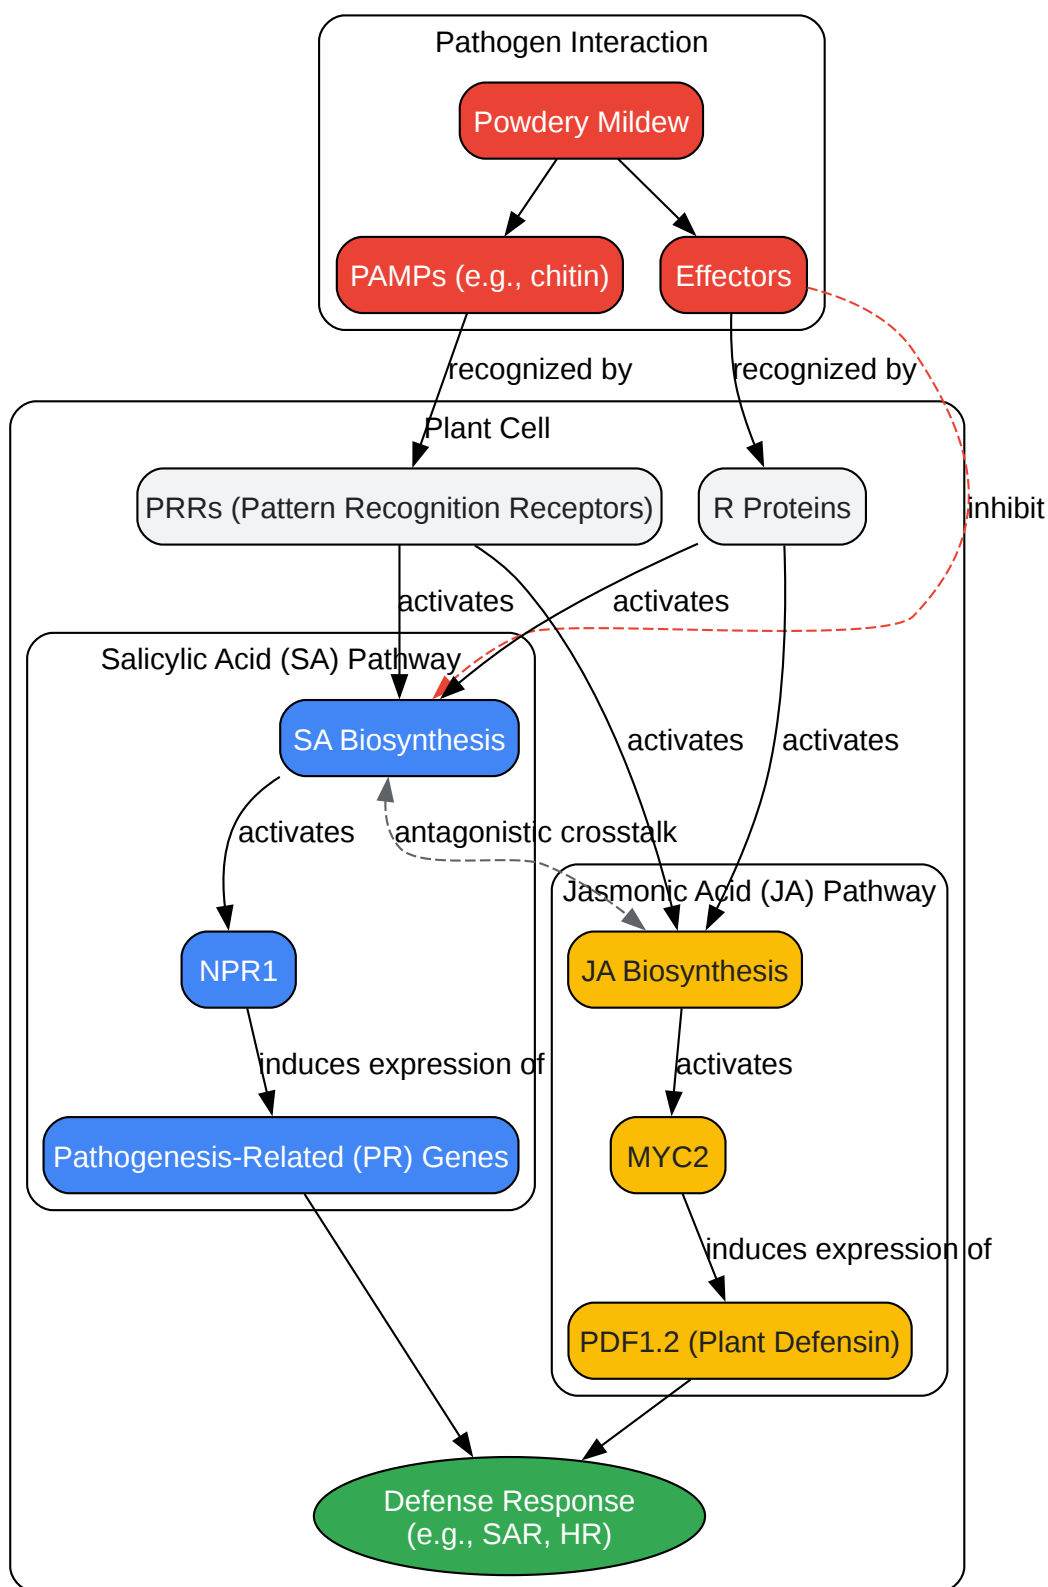 Pathogen Interaction
Powdery Mildew
PAMPs (e.g., chitin)
Effectors
recognized by
recognized by
Plant Cell
PRRs (Pattern Recognition Receptors)
R Proteins
inhibit
activates
activates
Salicylic Acid (SA) Pathway
SA Biosynthesis
activates
activates
activates
antagonistic crosstalk
Jasmonic Acid (JA) Pathway
NPR1
JA Biosynthesis
induces expression of
activates
Pathogenesis-Related (PR) Genes
MYC2
induces expression of
PDF1.2 (Plant Defensin)
Defense Response
(e.g., SAR, HR)